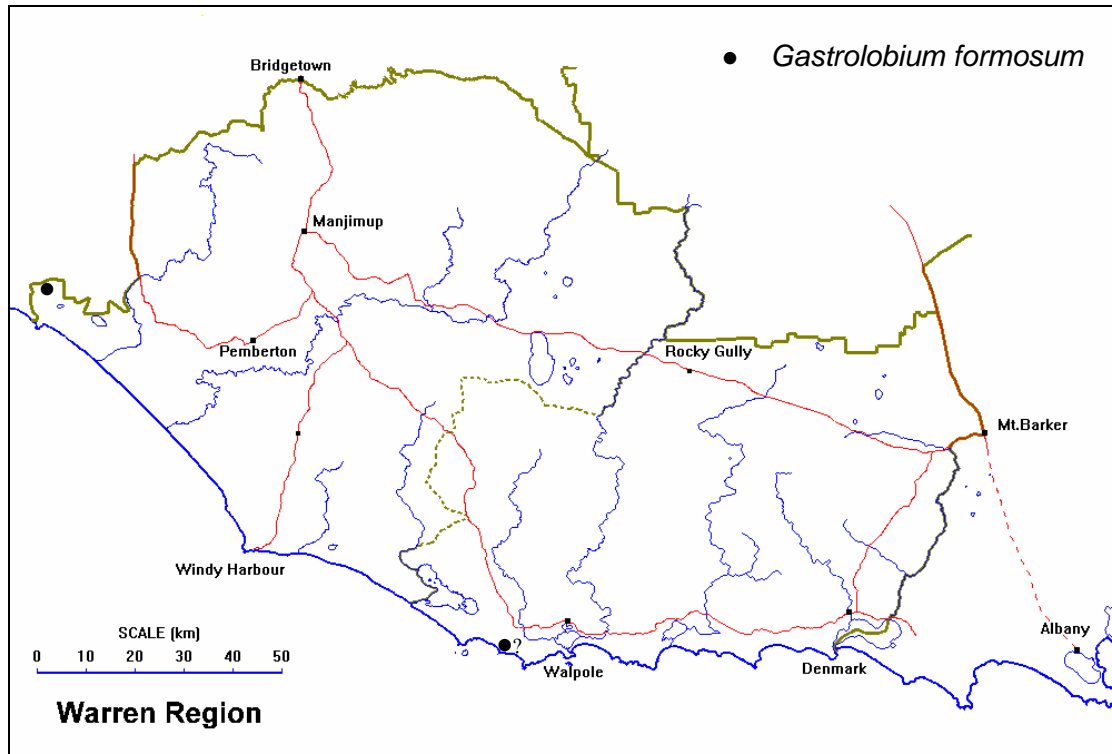 Gastrolobium formosum
Bridgetown
Manjimup
Pemberton
Rocky Gully
Mt.Barker
Windy Harbour
SCALE (km)
0 10 20 30 40 50
?
Walpole
Denmark
Albany
Warren Region